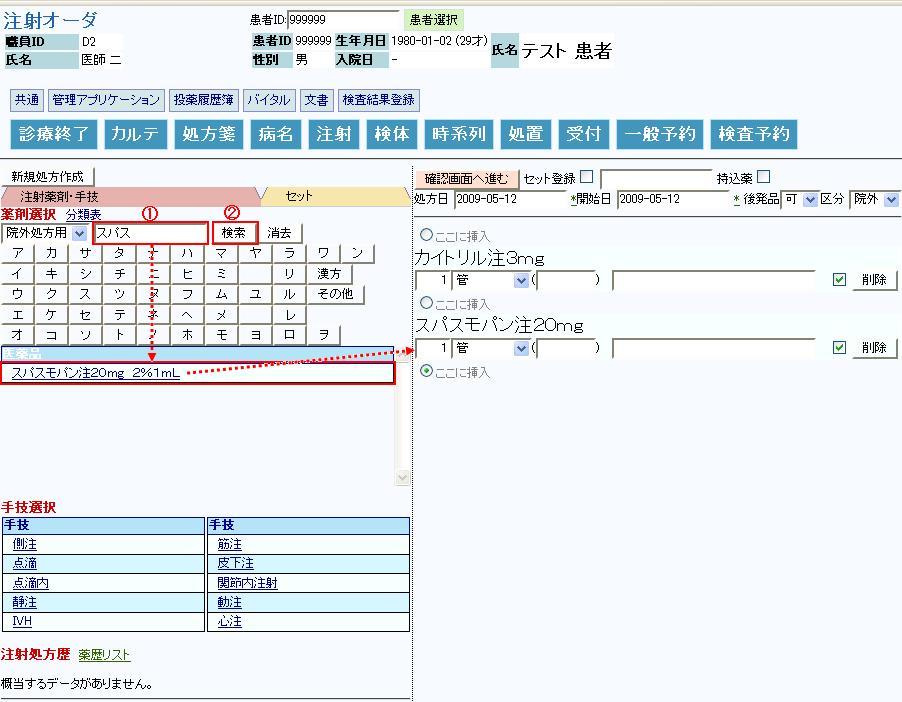 注射オーダ
患者ID: 999999 患者選択
職員ID D2
氏名 医師 二
患者ID 999999 生年月日 1980-01-02 (29才) 氏名 テスト 患者
性別 男 入院日 -
共通 管理アプリケーション 投薬履歴簿 バイタル 文書 検査結果登録
診療終了 カルテ 処方箋 病名 注射 検体 時系列 処置 受付 一般予約 検査予約
新規処方作成
注射薬剤・手技 セット
薬剤選択 分類表 ① ②
院外処方用 スパス 検索 消去
ア カ サ タ ナ ハ マ ヤ ラ ワ ン
イ キ シ チ ニ ヒ ミ リ 漢方
ウ ク ス ツ ヌ フ ム ユ ル その他
エ ケ セ テ ネ ヘ メ レ
オ コ ソ ト ノ ホ モ ヨ ロ ヲ
医薬品
スパスモパン注20mg 2%1mL
手技選択
手技 手技
側注 筋注
点滴 皮下注
点滴内 関節内注射
静注 動注
IVH 心注
注射処方歴 薬歴リスト
概当するデータがありません。
確認画面へ進む セット登録 持込薬
処方日 2009-05-12 *開始日 2009-05-12 * 後発品 可 区分 院外
ここに挿入
カイトリル注3mg
1 管 ( ) 削除
ここに挿入
スパスモパン注20mg
1 管 ( ) 削除
ここに挿入